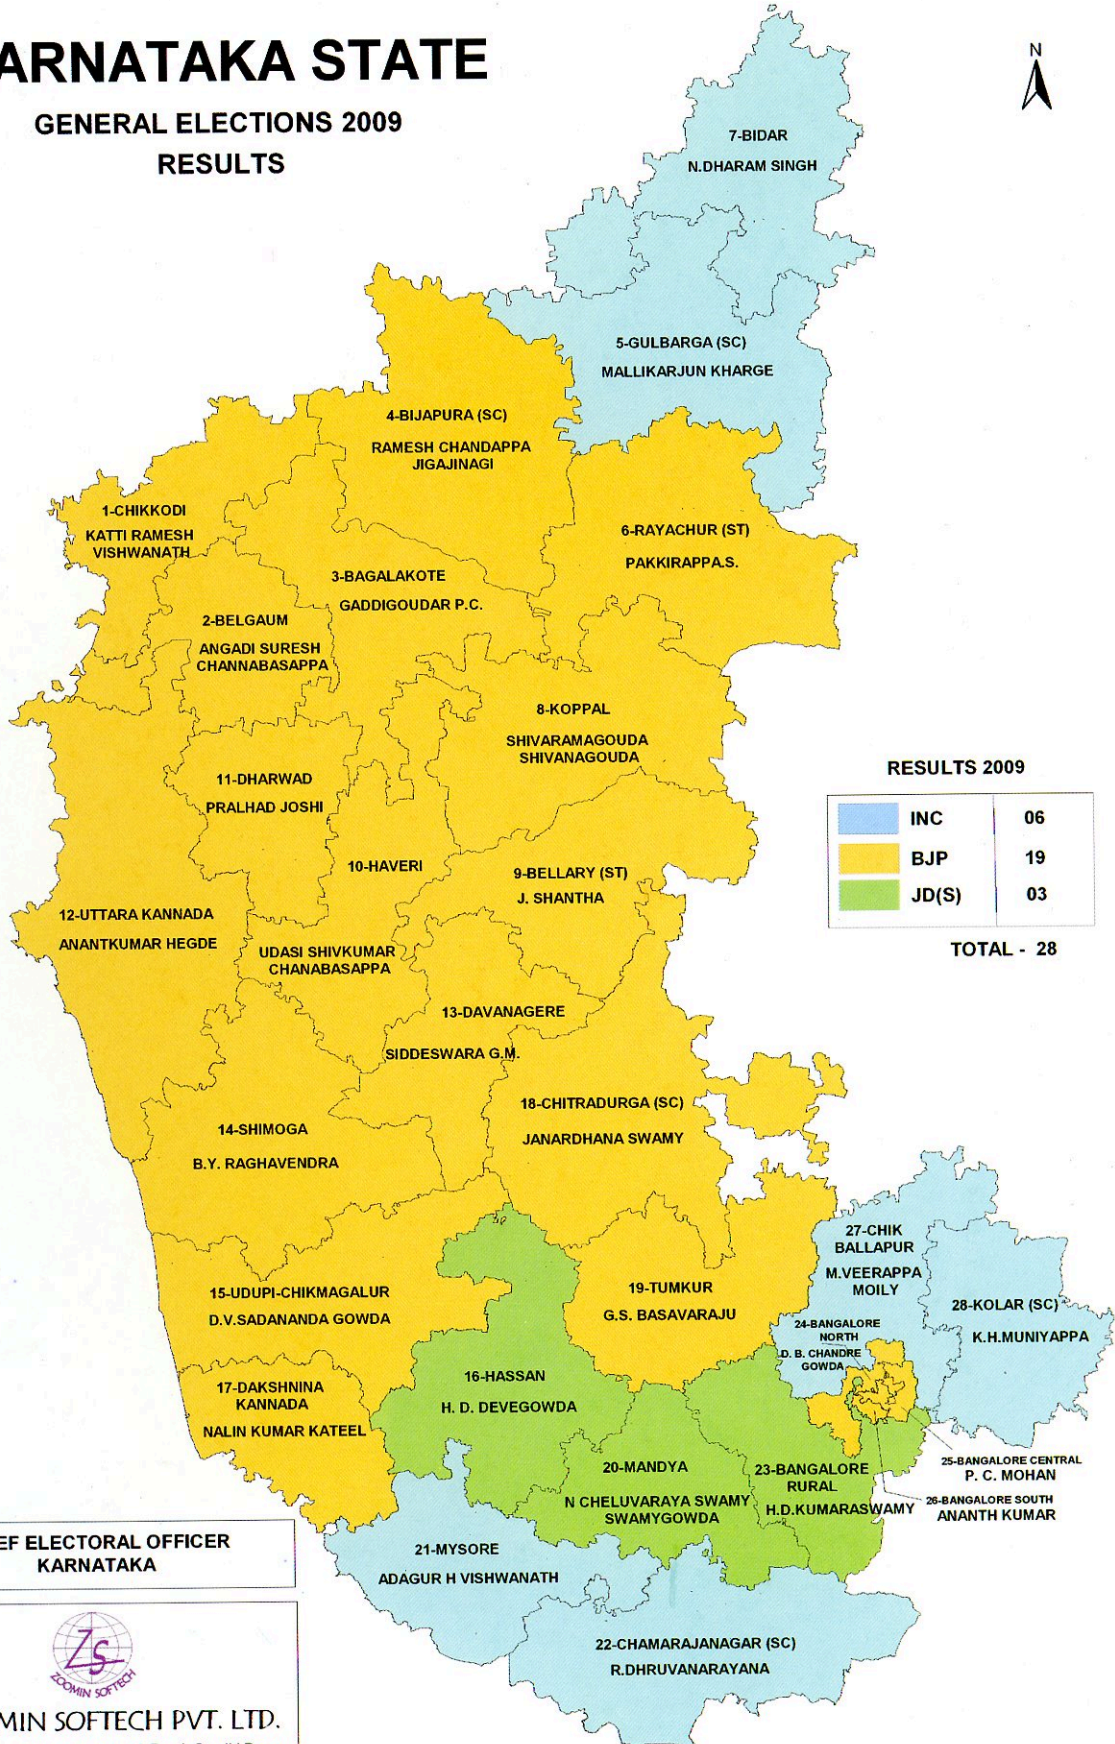 ARNATAKA STATE
GENERAL ELECTIONS 2009
RESULTS
N
7-BIDAR
N.DHARAM SINGH
5-GULBARGA (SC)
MALLIKARJUN KHARGE
4-BIJAPURA (SC)
RAMESH CHANDAPPA
JIGAJINAGI
1-CHIKKODI
KATTI RAMESH
VISHWANATH
6-RAYACHUR (ST)
PAKKIRAPPA.S.
3-BAGALAKOTE
GADDIGOUDAR P.C.
2-BELGAUM
ANGADI SURESH
CHANNABASAPPA
8-KOPPAL
SHIVARAMAGOUDA
SHIVANAGOUDA
11-DHARWAD
PRALHAD JOSHI
RESULTS 2009
INC 06
BJP 19
JD(S) 03
TOTAL - 28
10-HAVERI
UDASI SHIVKUMAR
CHANABASAPPA
9-BELLARY (ST)
J. SHANTHA
12-UTTARA KANNADA
ANANTKUMAR HEGDE
13-DAVANAGERE
SIDDESWARA G.M.
18-CHITRADURGA (SC)
JANARDHANA SWAMY
14-SHIMOGA
B.Y. RAGHAVENDRA
27-CHIK
BALLAPUR
M.VEERAPPA
MOILY
15-UDUPI-CHIKMAGALUR
D.V.SADANANDA GOWDA
19-TUMKUR
G.S. BASAVARAJU
28-KOLAR (SC)
K.H.MUNIYAPPA
24-BANGALORE
NORTH
D. B. CHANDRE
GOWDA
17-DAKSHNINA
KANNADA
NALIN KUMAR KATEEL
16-HASSAN
H. D. DEVEGOWDA
20-MANDYA
N CHELUVARAYA SWAMY
SWAMYGOWDA
23-BANGALORE
RURAL
H.D.KUMARASWAMY
25-BANGALORE CENTRAL
P. C. MOHAN
26-BANGALORE SOUTH
ANANTH KUMAR
21-MYSORE
ADAGUR H VISHWANATH
22-CHAMARAJANAGAR (SC)
R.DHRUVANARAYANA
EF ELECTORAL OFFICER
KARNATAKA
ZS
ZOOMIN SOFTECH
MIN SOFTECH PVT. LTD.